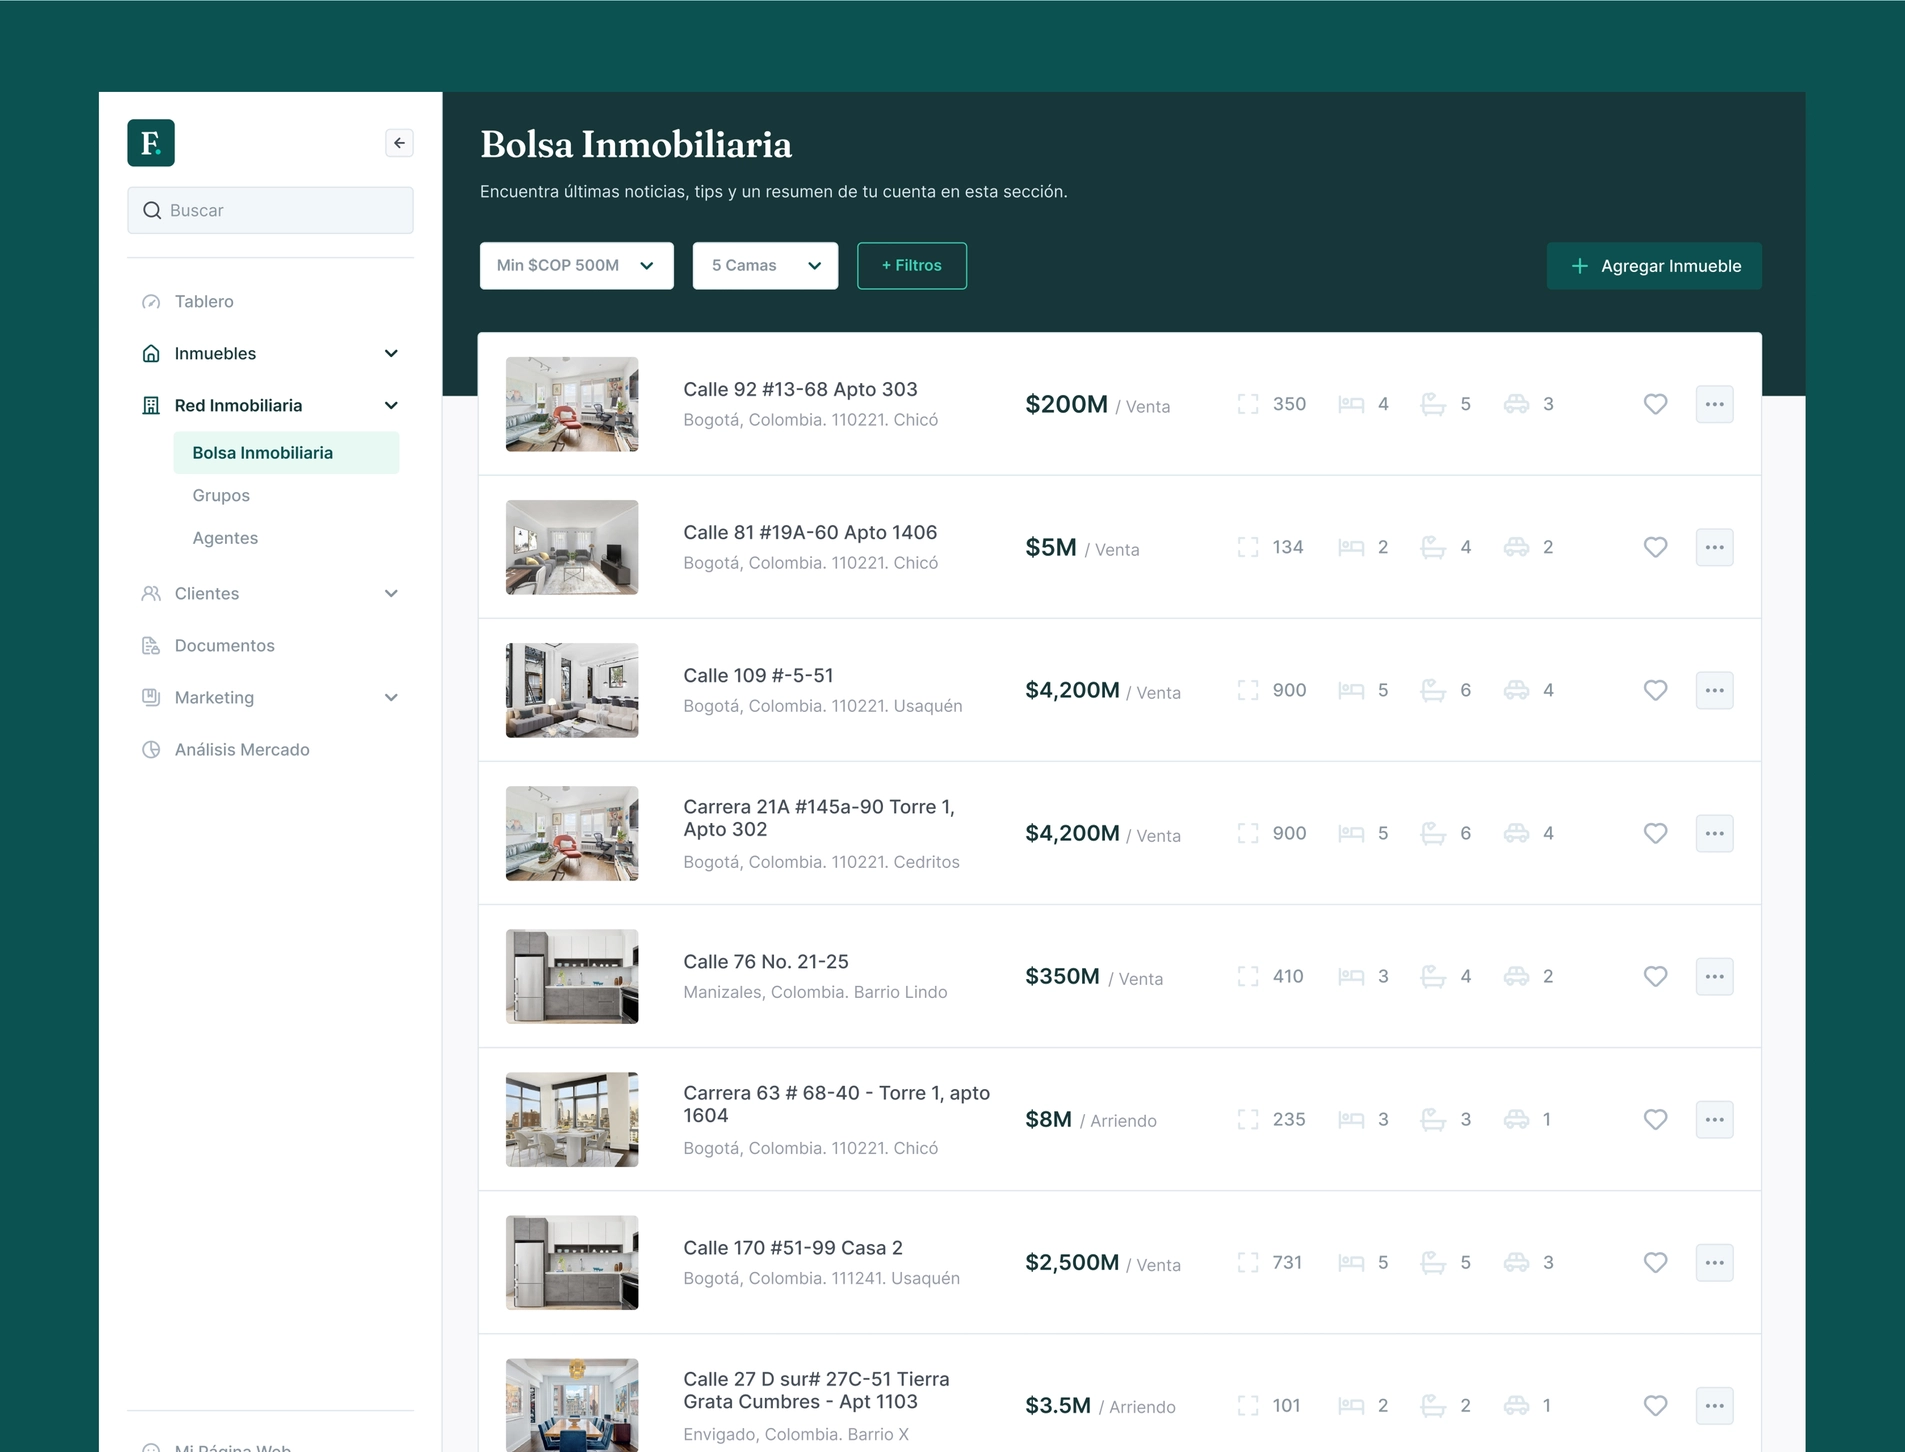 F.
Buscar
Tablero
Inmuebles
Red Inmobiliaria
Bolsa Inmobiliaria
Grupos
Agentes
Clientes
Documentos
Marketing
Análisis Mercado
Mi Página Web
Bolsa Inmobiliaria
Encuentra últimas noticias, tips y un resumen de tu cuenta en esta sección.
Min $COP 500M
5 Camas
+ Filtros
+ Agregar Inmueble
Calle 92 #13-68 Apto 303
Bogotá, Colombia. 110221. Chicó
$200M / Venta 350 4 5 3
Calle 81 #19A-60 Apto 1406
Bogotá, Colombia. 110221. Chicó
$5M / Venta 134 2 4 2
Calle 109 #-5-51
Bogotá, Colombia. 110221. Usaquén
$4,200M / Venta 900 5 6 4
Carrera 21A #145a-90 Torre 1,
Apto 302
Bogotá, Colombia. 110221. Cedritos
$4,200M / Venta 900 5 6 4
Calle 76 No. 21-25
Manizales, Colombia. Barrio Lindo
$350M / Venta 410 3 4 2
Carrera 63 # 68-40 - Torre 1, apto
1604
Bogotá, Colombia. 110221. Chicó
$8M / Arriendo 235 3 3 1
Calle 170 #51-99 Casa 2
Bogotá, Colombia. 111241. Usaquén
$2,500M / Venta 731 5 5 3
Calle 27 D sur# 27C-51 Tierra
Grata Cumbres - Apt 1103
Envigado, Colombia. Barrio X
$3.5M / Arriendo 101 2 2 1